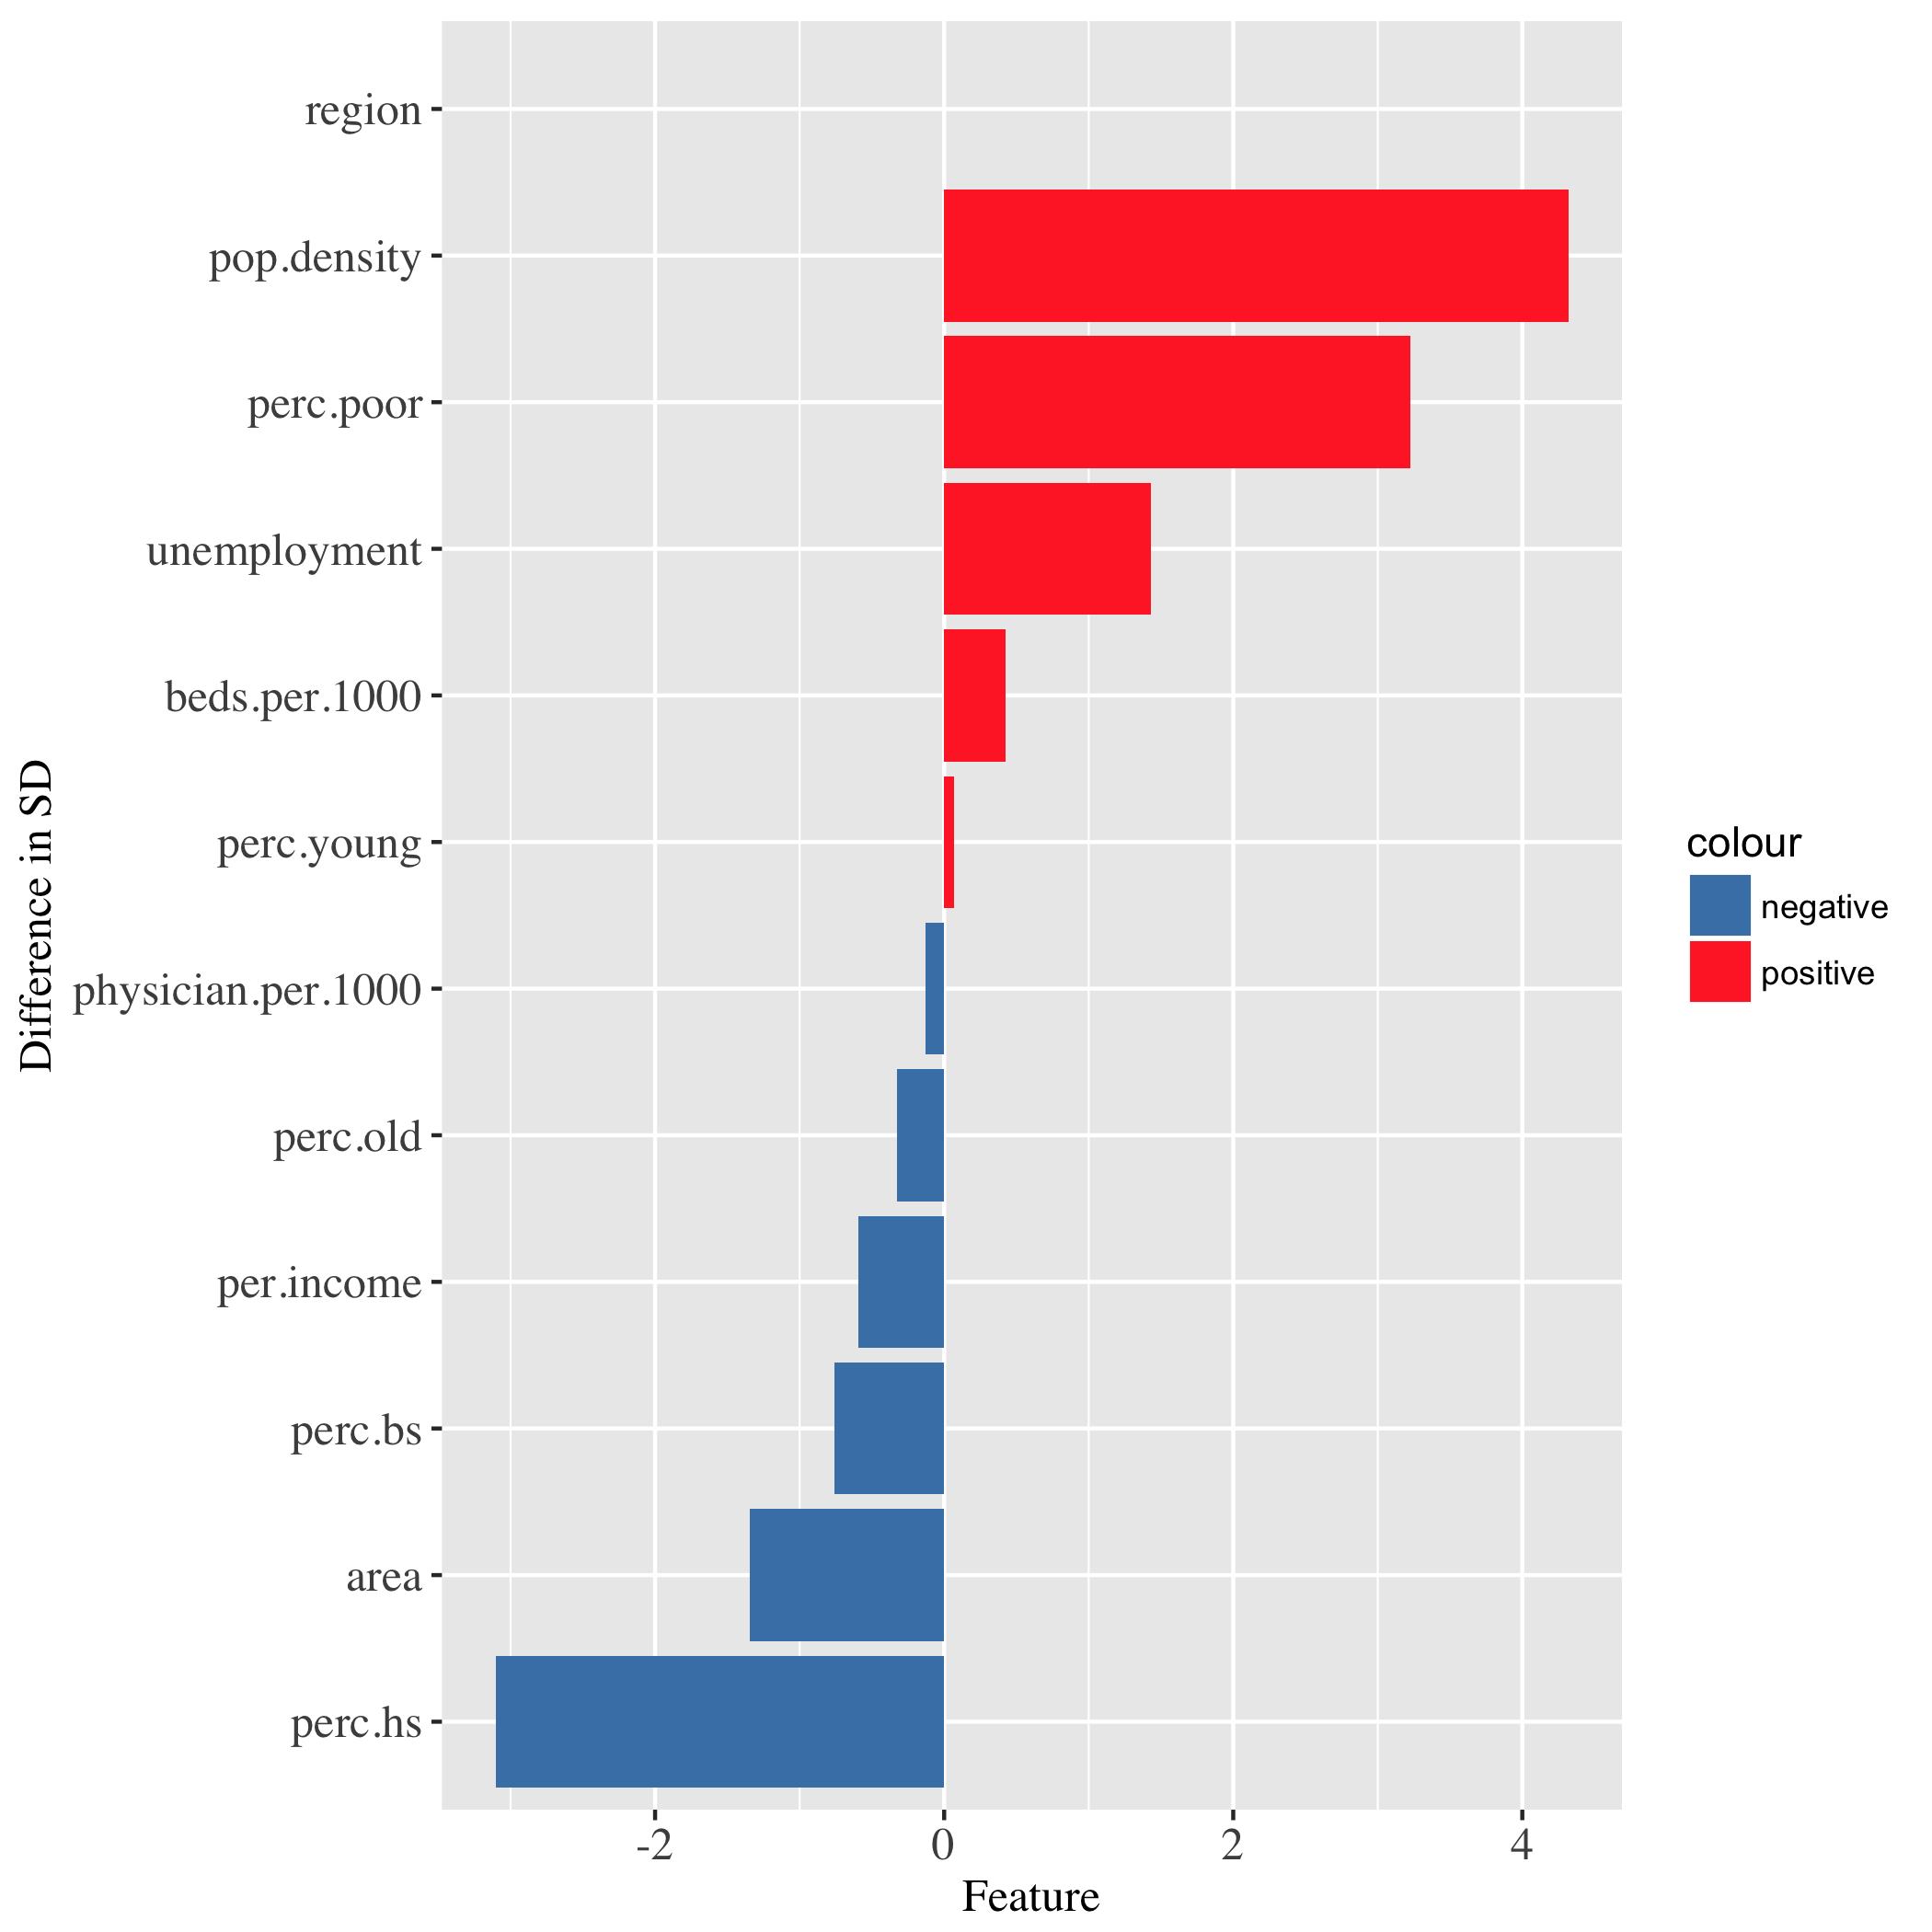 region
pop.density
perc.poor
unemployment
beds.per.1000
perc.young
physician.per.1000
perc.old
per.income
perc.bs
area
perc.hs
Difference in SD
-2 0 2 4
Feature
colour
negative
positive